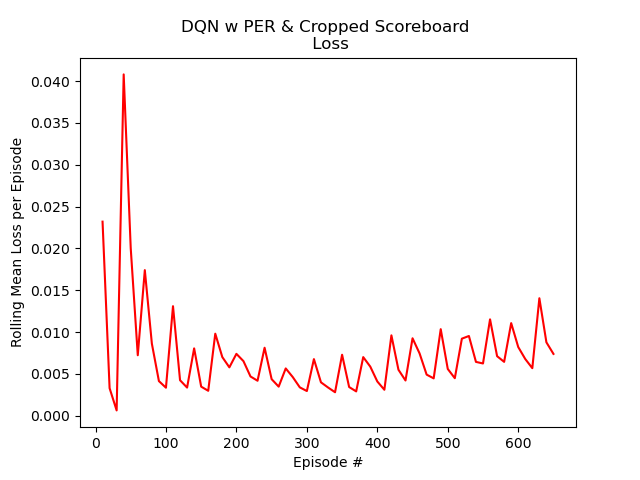 DQN w PER & Cropped Scoreboard
Loss
Rolling Mean Loss per Episode
0.040
0.035
0.030
0.025
0.020
0.015
0.010
0.005
0.000
0 100 200 300 400 500 600
Episode #